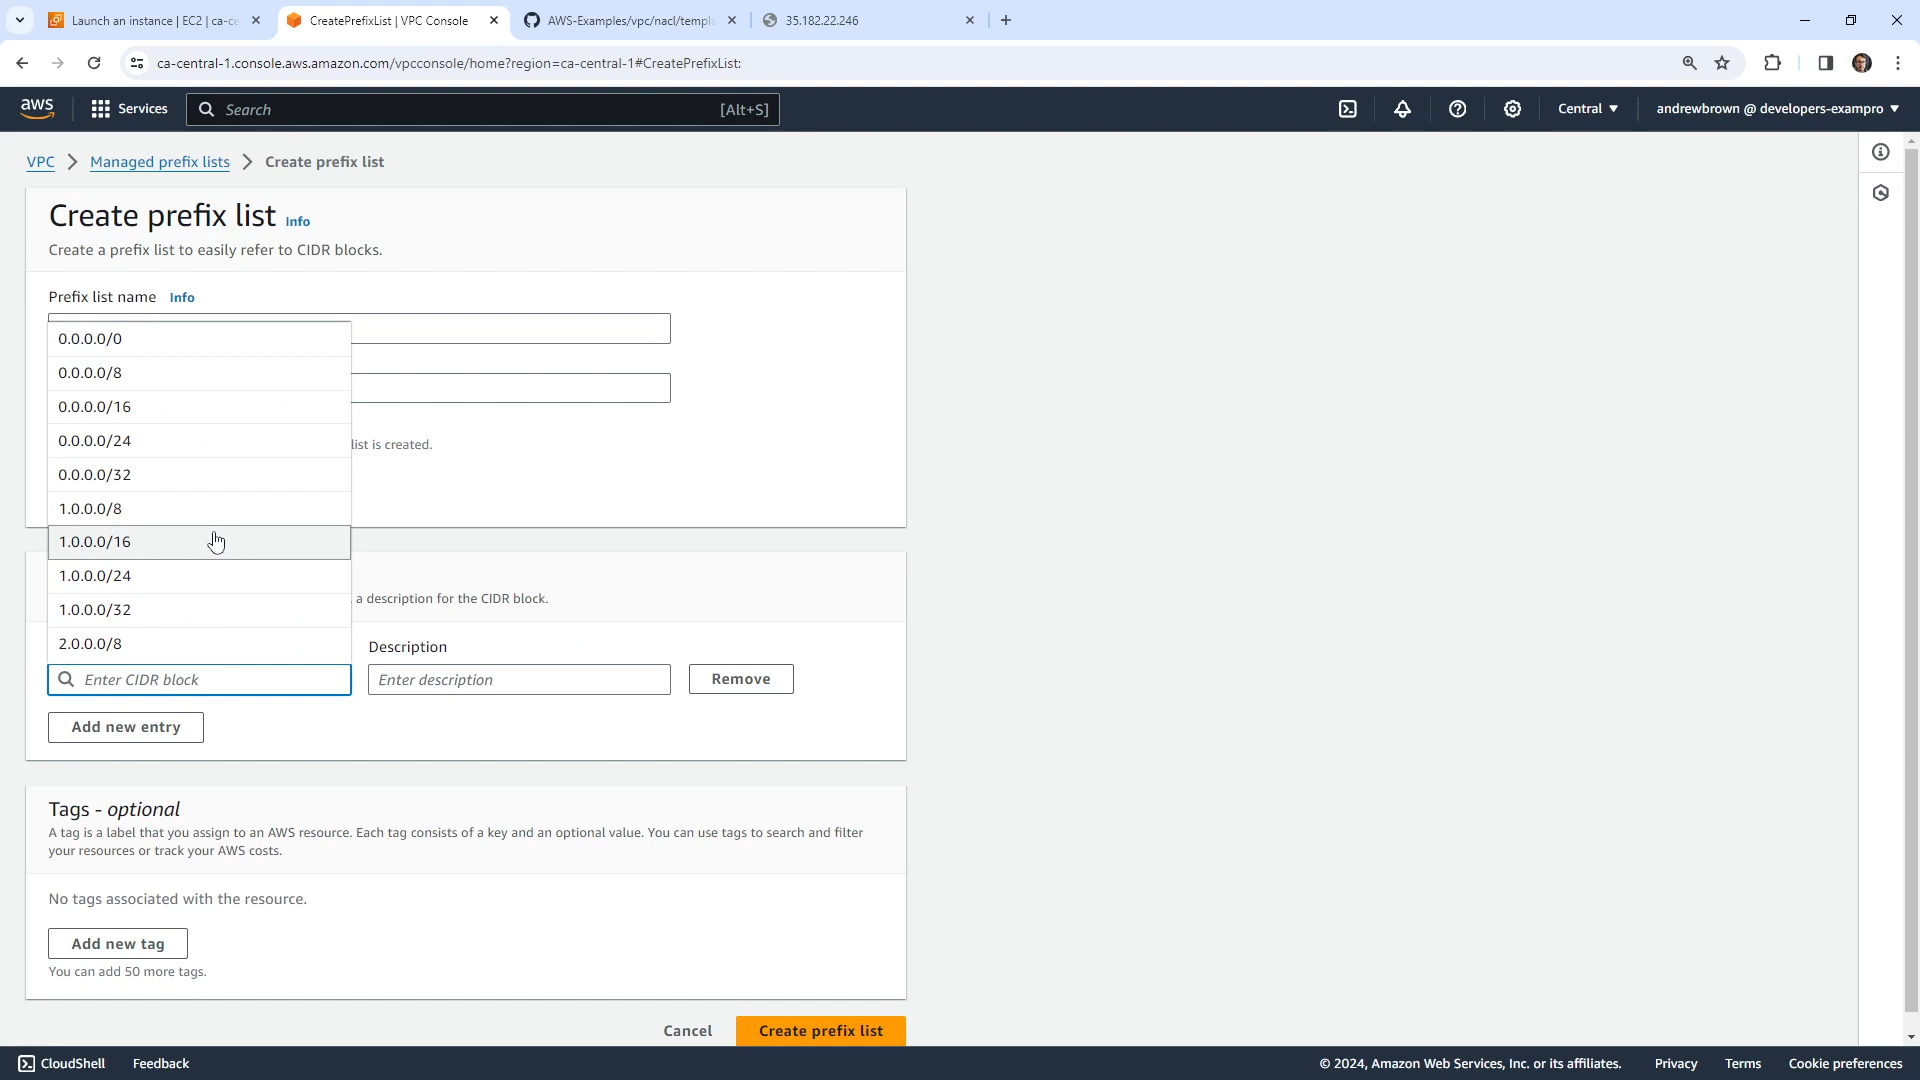 Launch an instance | EC2 | ca-ce
CreatePrefixList | VPC Console
AWS-Examples/vpc/nacl/templa
35.182.22.246
ca-central-1.console.aws.amazon.com/vpcconsole/home?region=ca-central-1#CreatePrefixList:
aws
Services
Search
[Alt+S]
Central
andrewbrown @ developers-exampro
VPC
Managed prefix lists
Create prefix list
Create prefix list Info
Create a prefix list to easily refer to CIDR blocks.
Prefix list name Info
0.0.0.0/0
0.0.0.0/8
0.0.0.0/16
0.0.0.0/24
list is created.
0.0.0.0/32
1.0.0.0/8
1.0.0.0/16
1.0.0.0/24
a description for the CIDR block.
1.0.0.0/32
2.0.0.0/8
Description
Enter CIDR block
Enter description
Remove
Add new entry
Tags - optional
A tag is a label that you assign to an AWS resource. Each tag consists of a key and an optional value. You can use tags to search and filter
your resources or track your AWS costs.
No tags associated with the resource.
Add new tag
You can add 50 more tags.
Cancel
Create prefix list
CloudShell
Feedback
© 2024, Amazon Web Services, Inc. or its affiliates.
Privacy
Terms
Cookie preferences